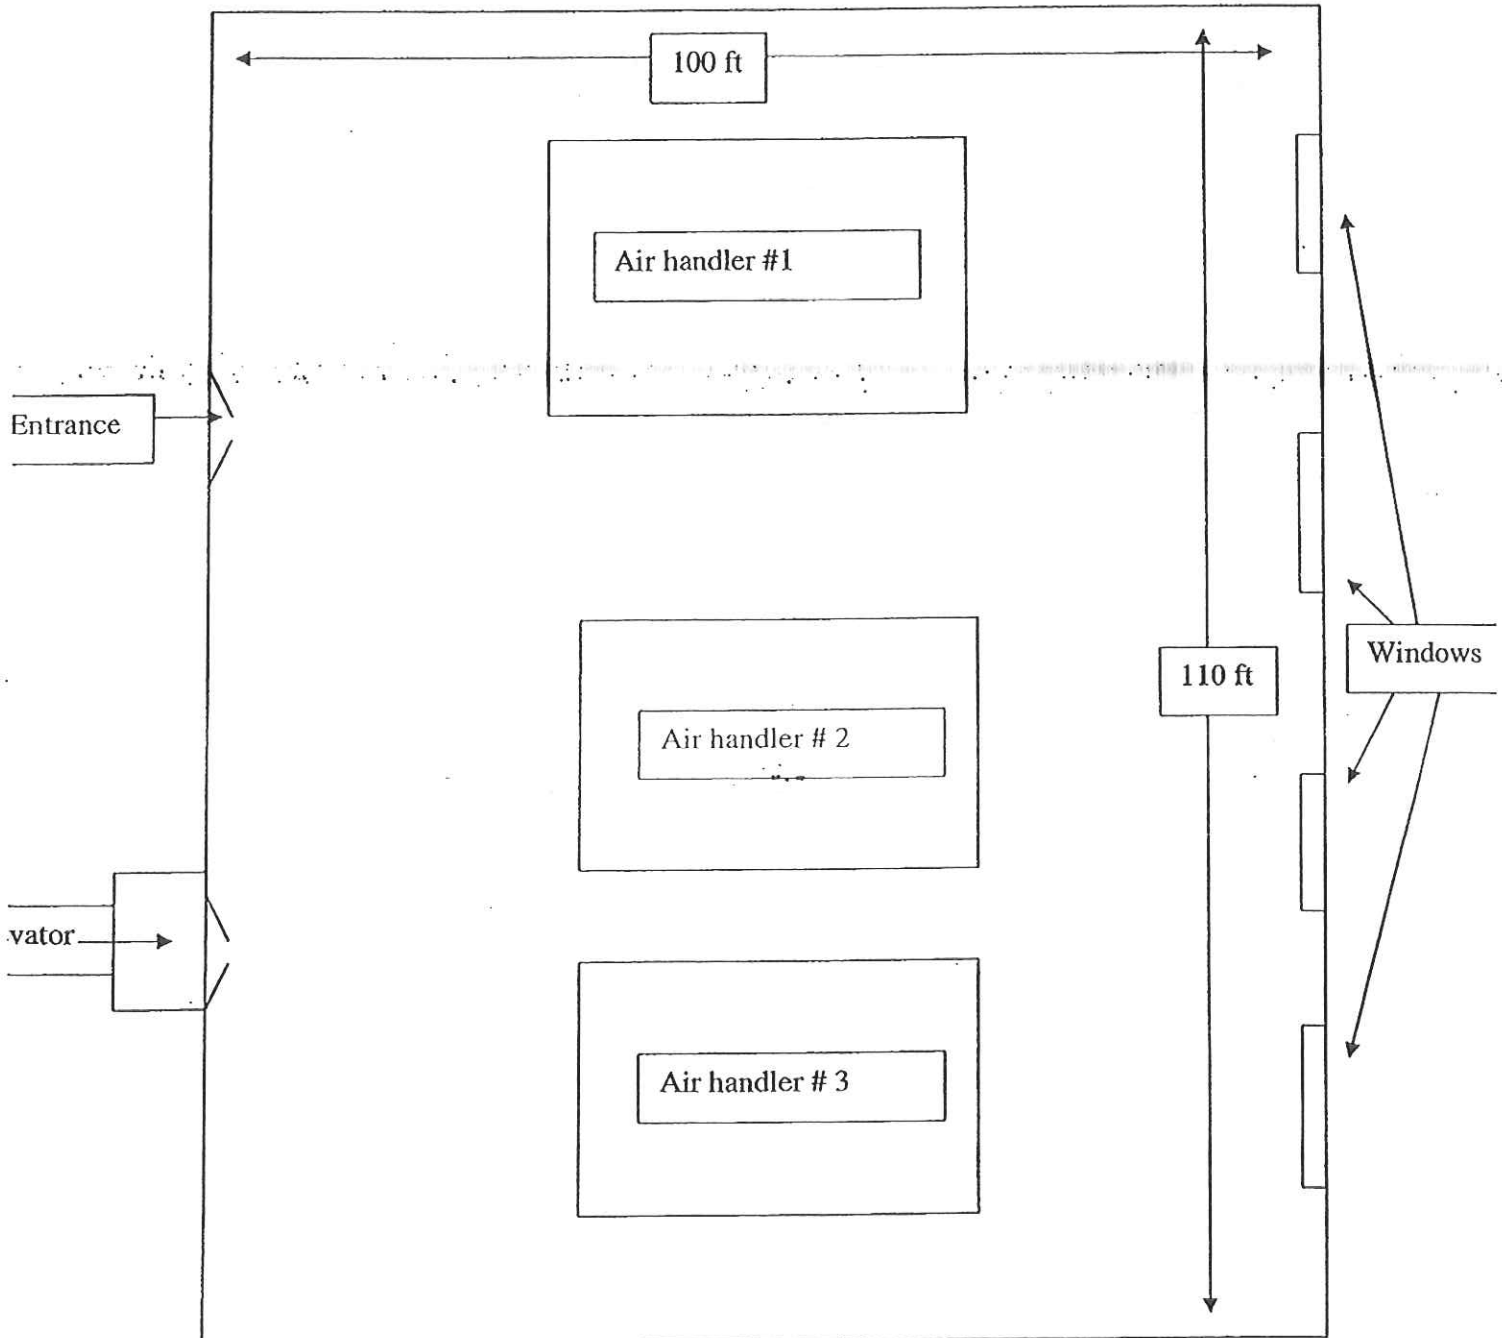 100 ft
Air handler #1
Entrance
Windows
110 ft
Air handler # 2
vator
Air handler # 3